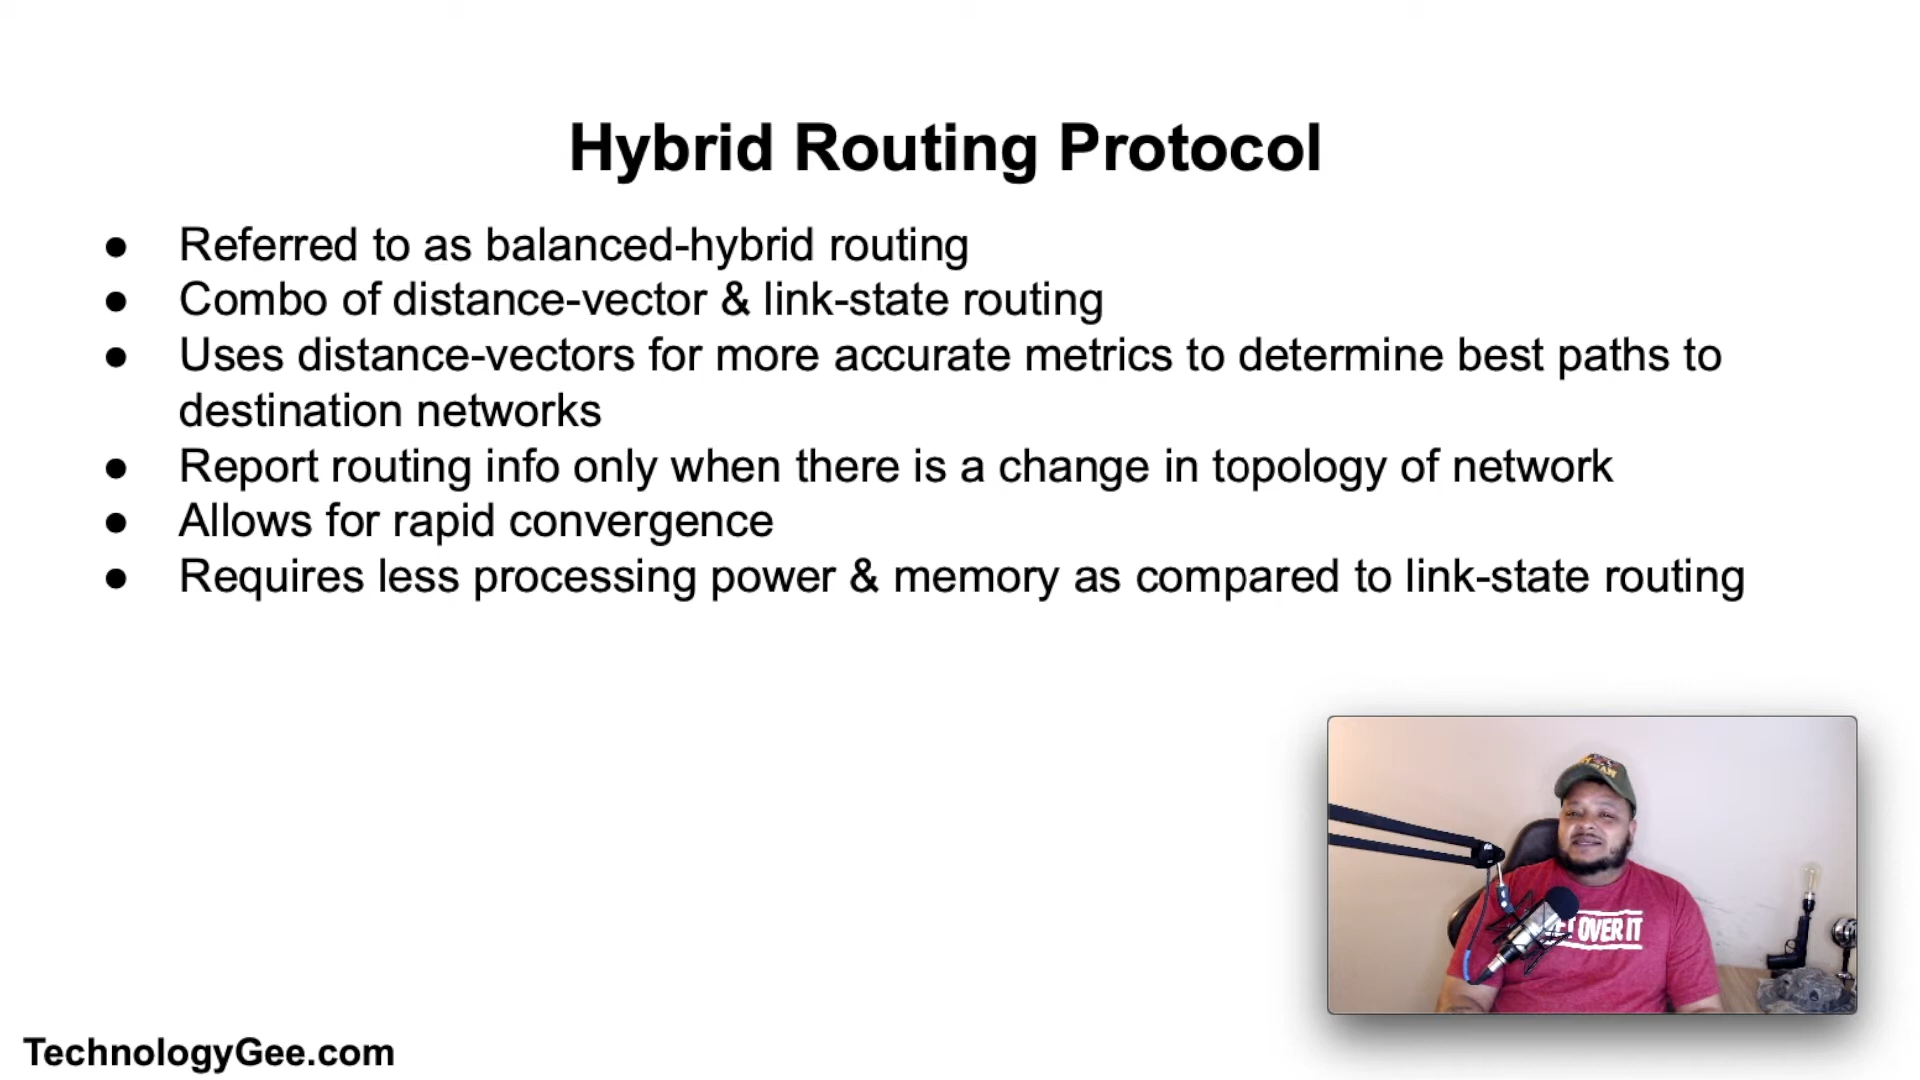 Hybrid Routing Protocol
● Referred to as balanced-hybrid routing
● Combo of distance-vector & link-state routing
● Uses distance-vectors for more accurate metrics to determine best paths to
destination networks
● Report routing info only when there is a change in topology of network
● Allows for rapid convergence
● Requires less processing power & memory as compared to link-state routing
OVER IT
TechnologyGee.com